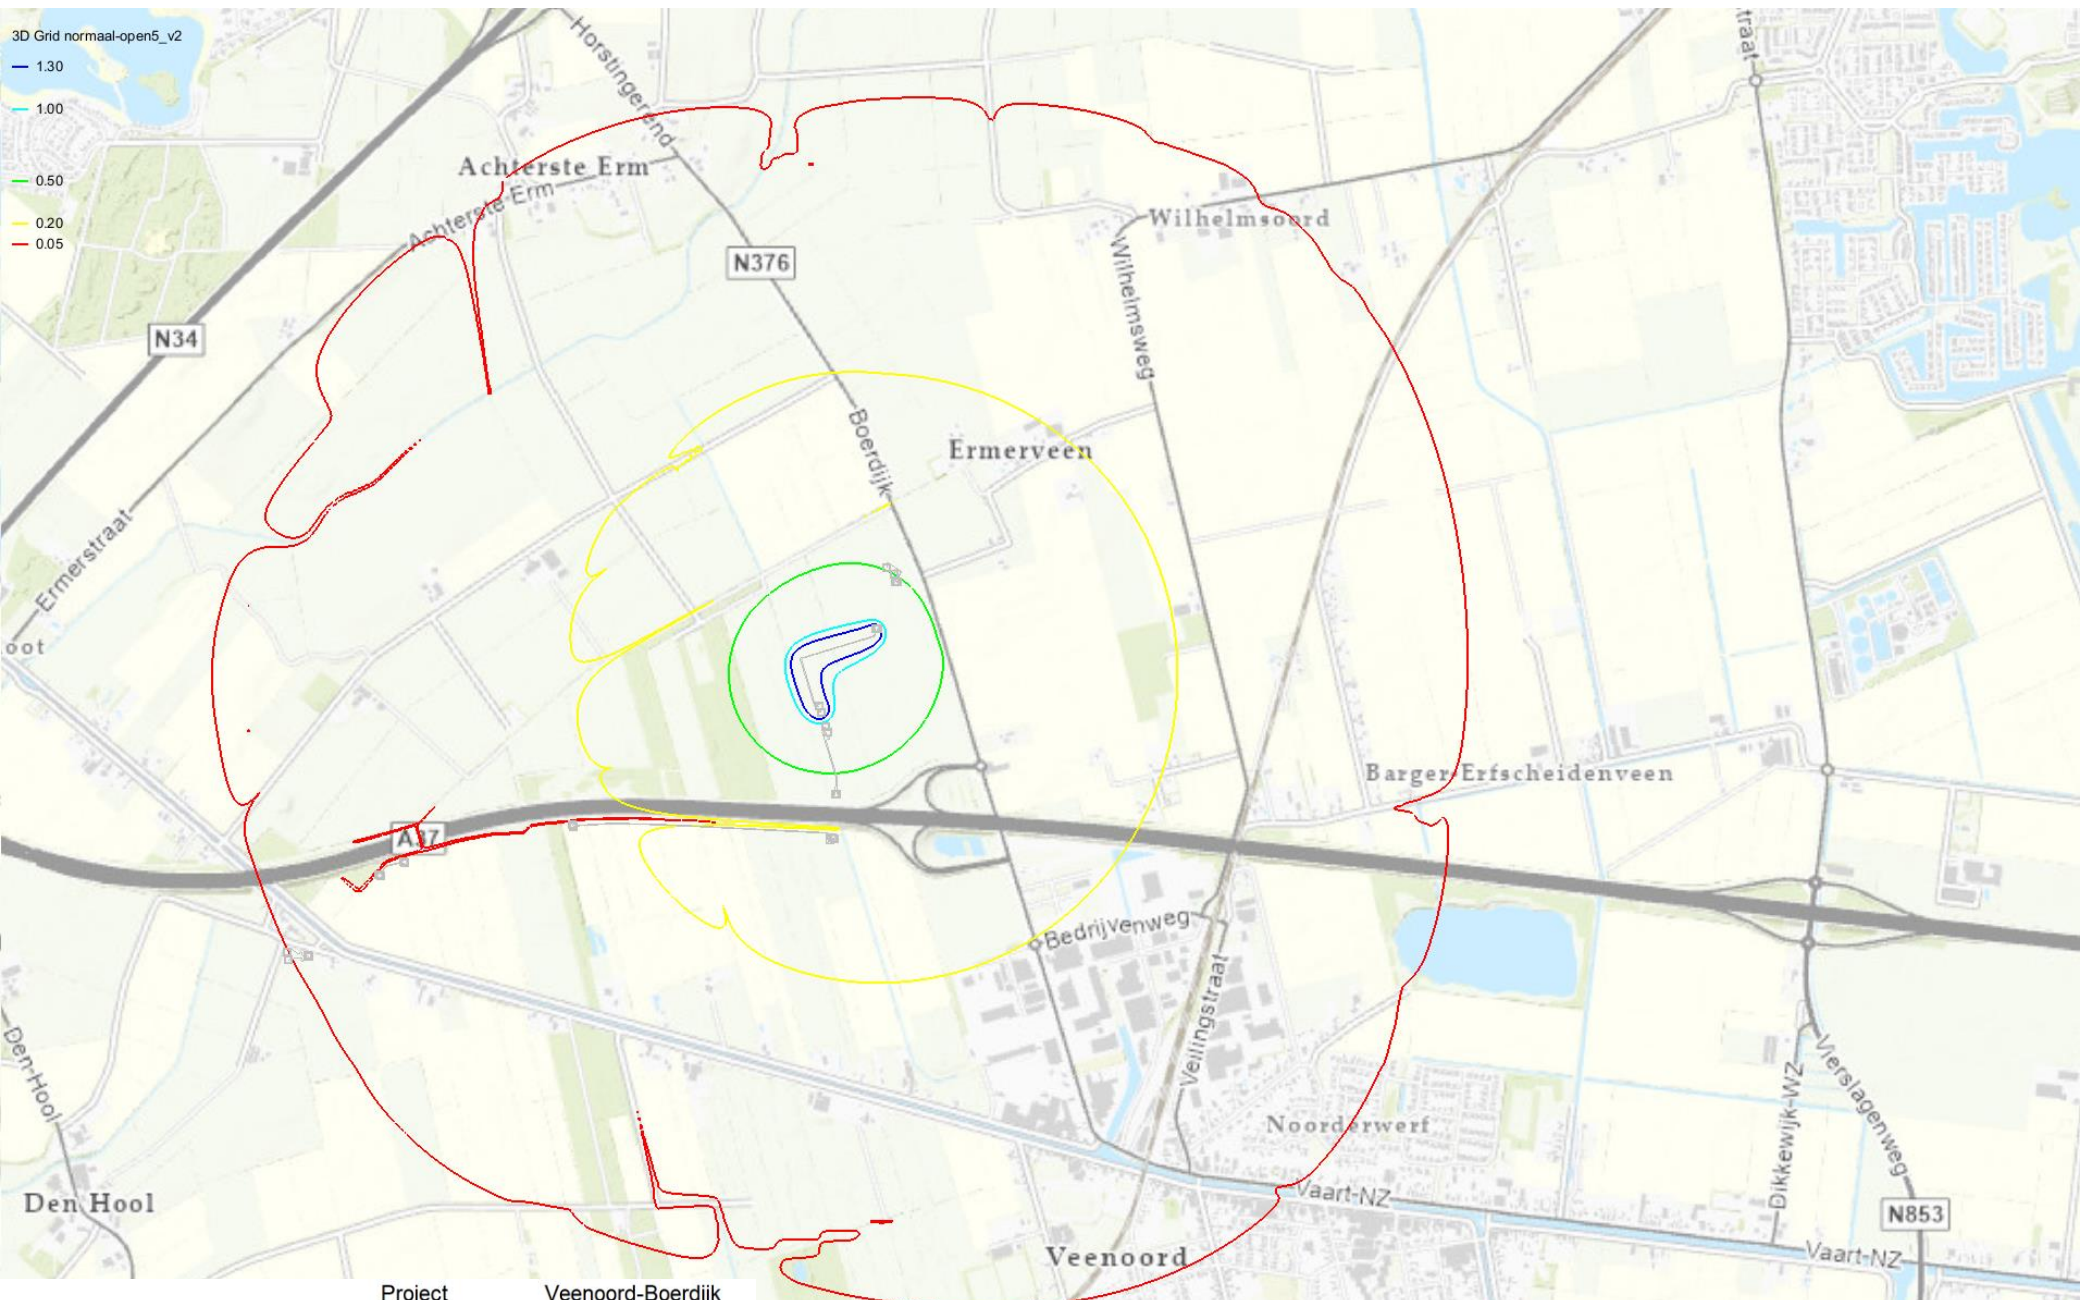 3D Grid normaal-open5_v2
1.30
1.00
0.50
0.20
0.05
Horstingerend
Achterste Erm
Achterste-Erm
N376
N34
Wilhelmsoord
Wilhelmsweg
Boerdijk
Ermerveen
Ermerstraat
oot
A37
Barger-Erfscheidenveen
Bedrijvenweg
Veilingstraat
Den-Hool
Den Hool
Noorderwerf
Vierslagenweg
Dikkewijk-WZ
Vaart-NZ
N853
Vaart-NZ
Veenoord
traat
Project Veenoord-Boerdijk